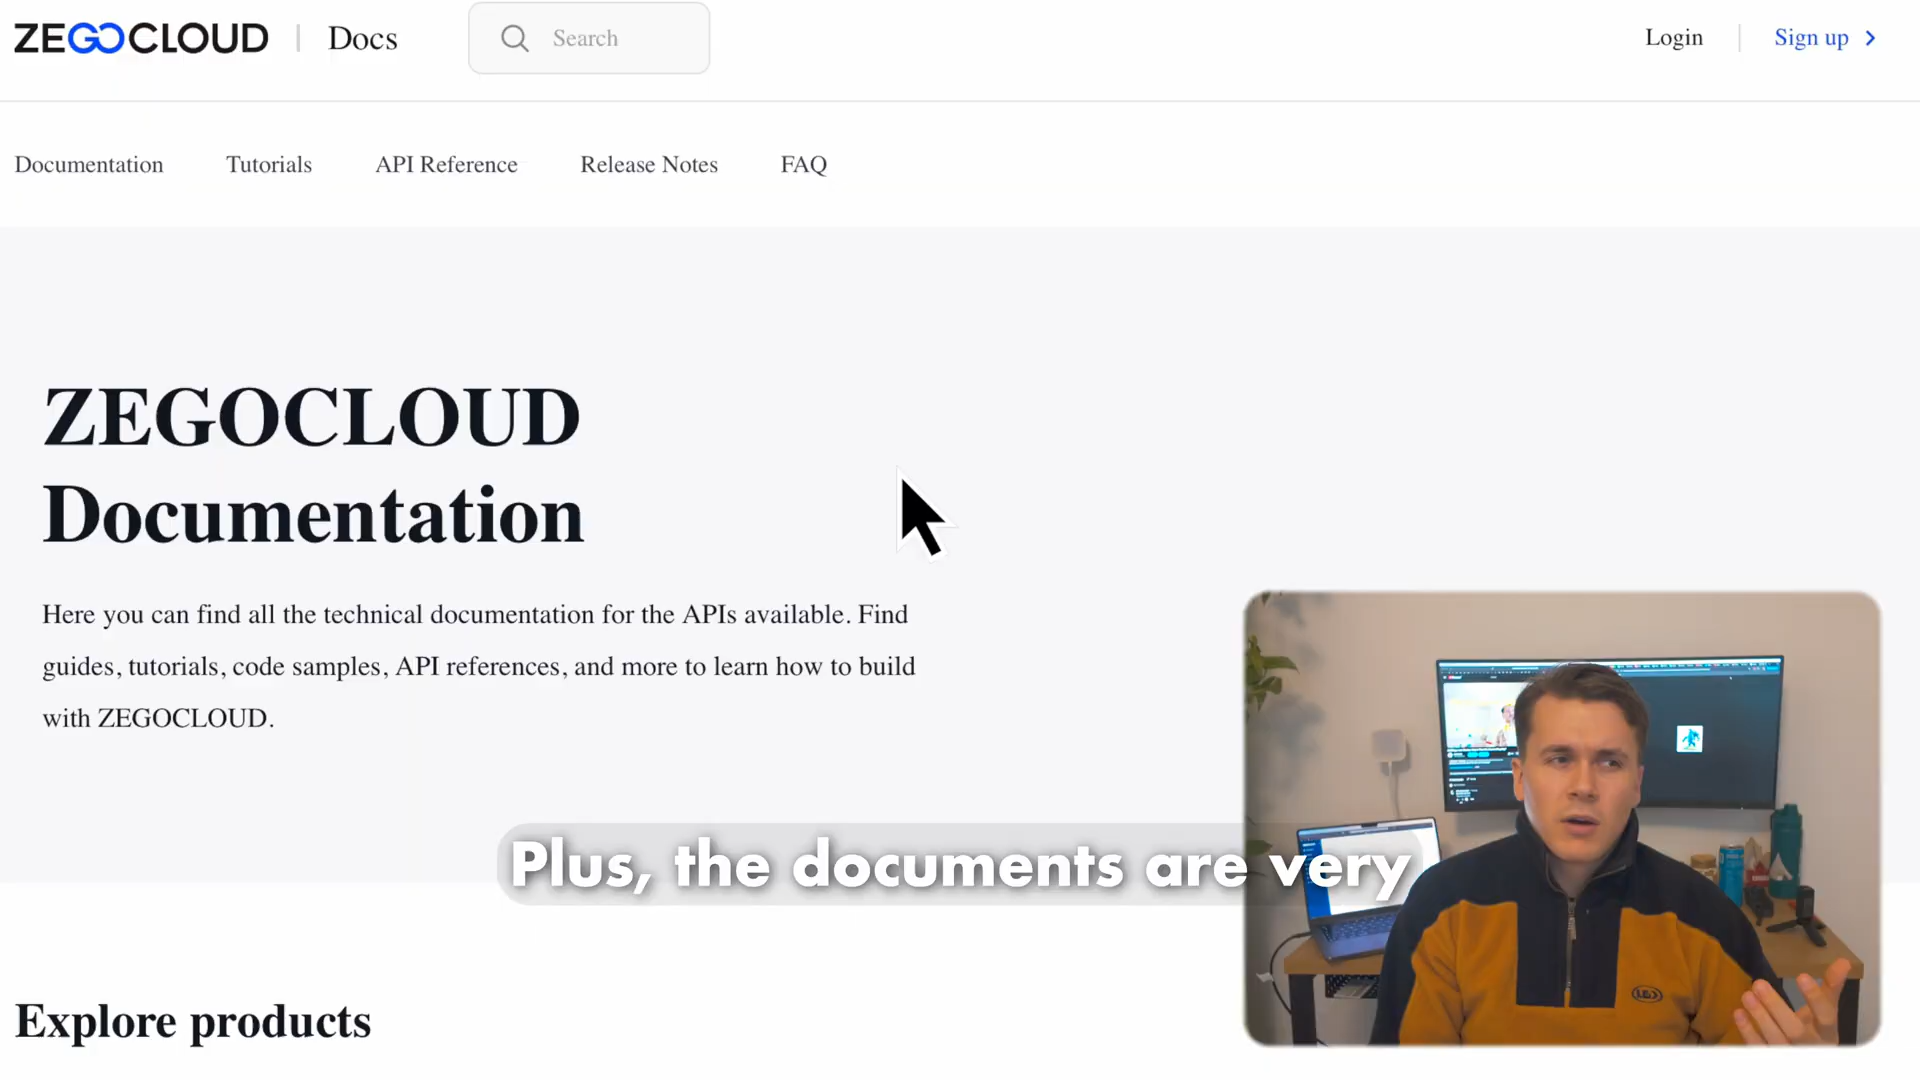 ZEGOCLOUD | Docs
Search
Login
Sign up
Documentation
Tutorials
API Reference
Release Notes
FAQ
ZEGOCLOUD
Documentation
Here you can find all the technical documentation for the APIs available. Find
guides, tutorials, code samples, API references, and more to learn how to build
with ZEGOCLOUD.
Plus, the documents are very
Explore products